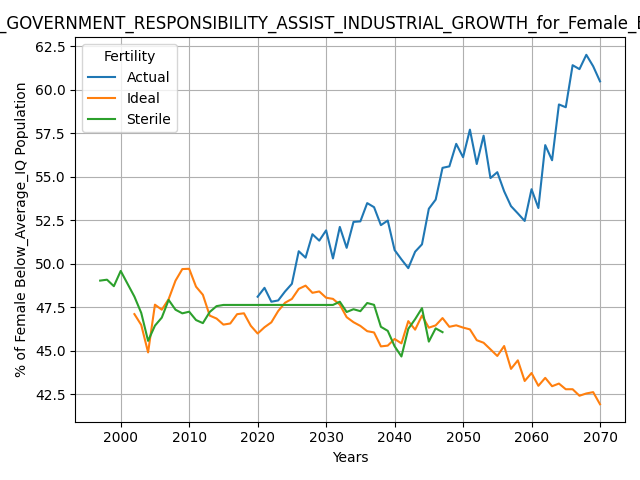 _GOVERNMENT_RESPONSIBILITY_ASSIST_INDUSTRIAL_GROWTH_for_Female_B
Fertility
Actual
Ideal
Sterile
% of Female Below_Average_IQ Population
62.5
60.0
57.5
55.0
52.5
50.0
47.5
45.0
42.5
2000 2010 2020 2030 2040 2050 2060 2070
Years